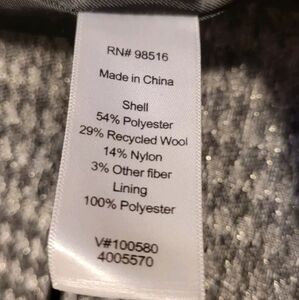 RN# 98516
Made in China
Shell
54% Polyester
29% Recycled Wool
14% Nylon
3% Other fiber
Lining
100% Polyester
V#100580
4005570